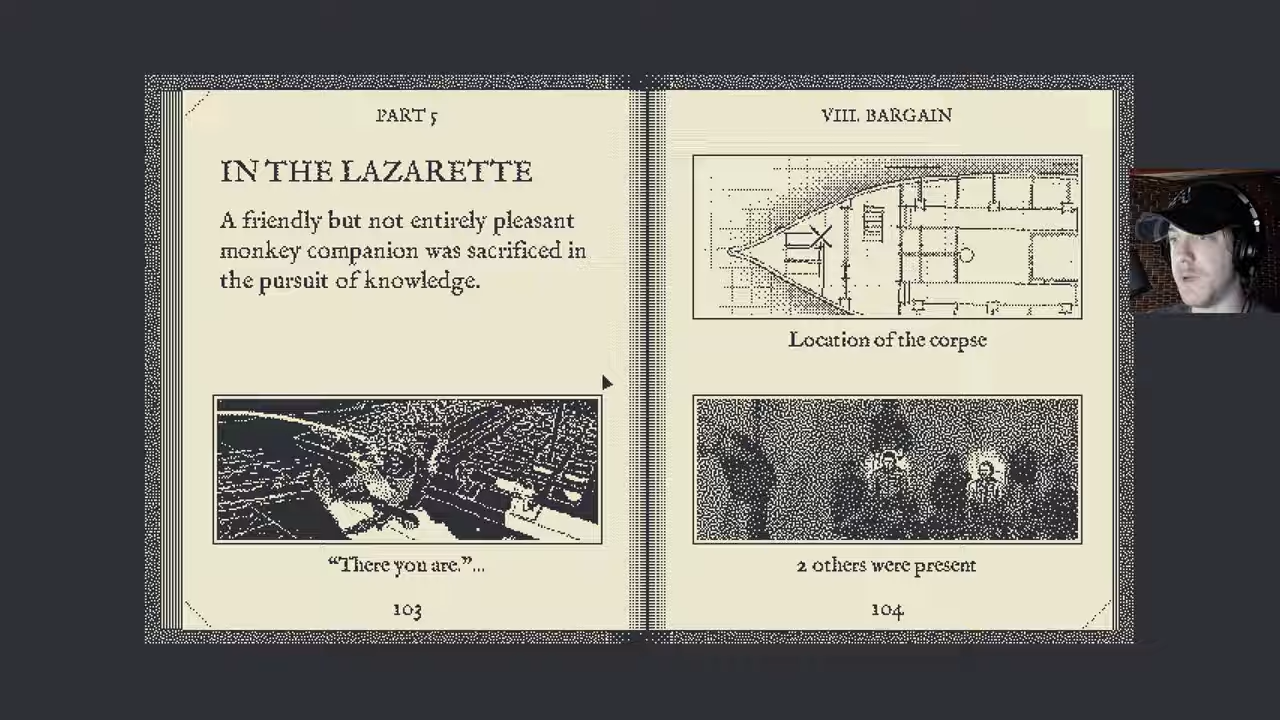 PART 5
IN THE LAZARETTE
A friendly but not entirely pleasant
monkey companion was sacrificed in
the pursuit of knowledge.
“There you are.”...
103
VIII. BARGAIN
Location of the corpse
2 others were present
104